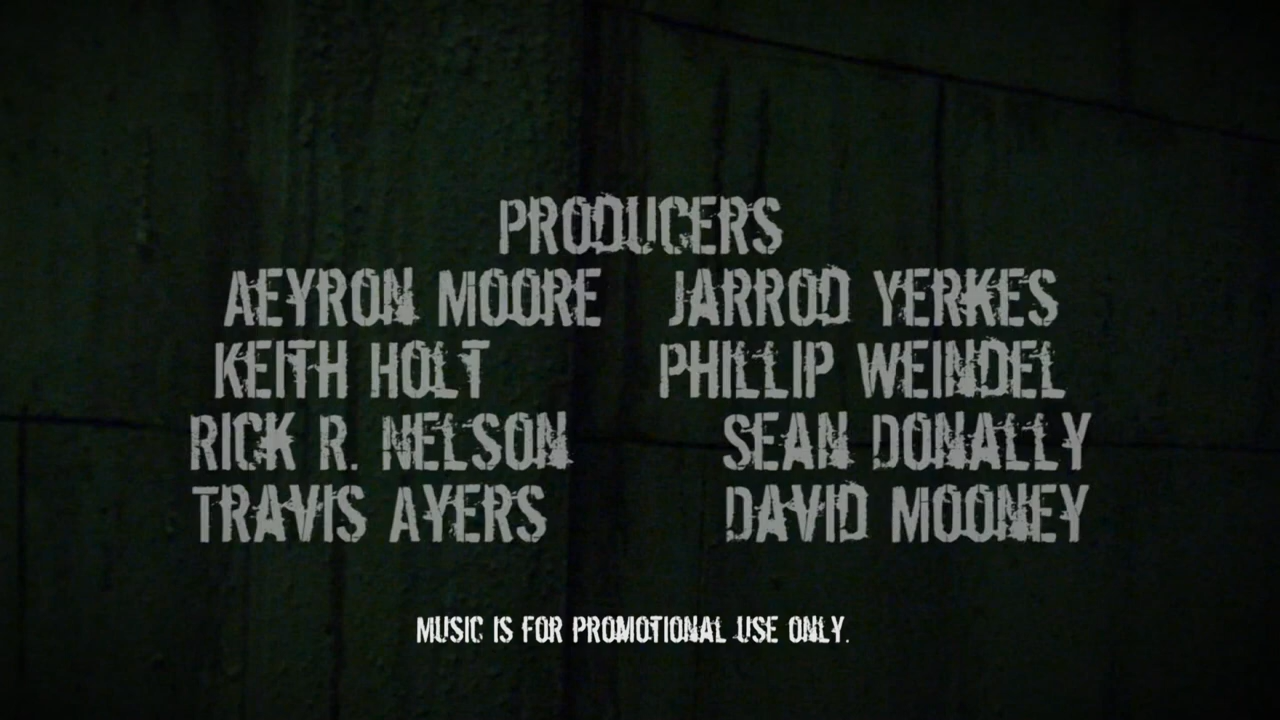 PRODUCERS
AEYRON MOORE JARROD YERKES
KEITH HOLT PHILLIP WEINDEL
RICK R. NELSON SEAN DONALLY
TRAVIS AYERS DAVID MOONEY
MUSIC IS FOR PROMOTIONAL USE ONLY.